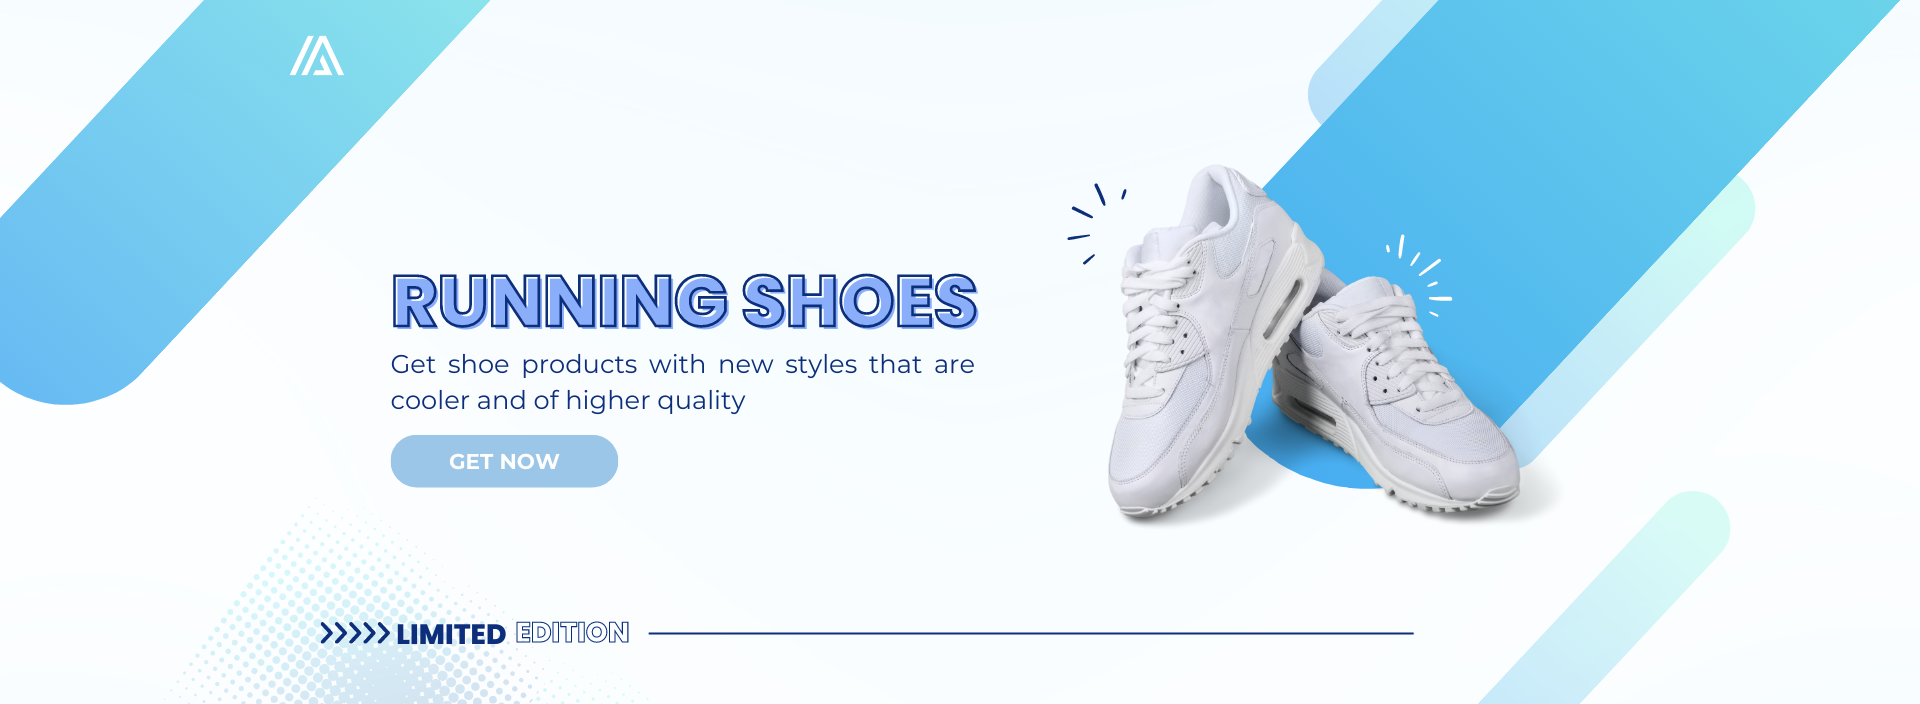 RUNNING SHOES
Get shoe products with new styles that are
cooler and of higher quality
GET NOW
LIMITED EDITION